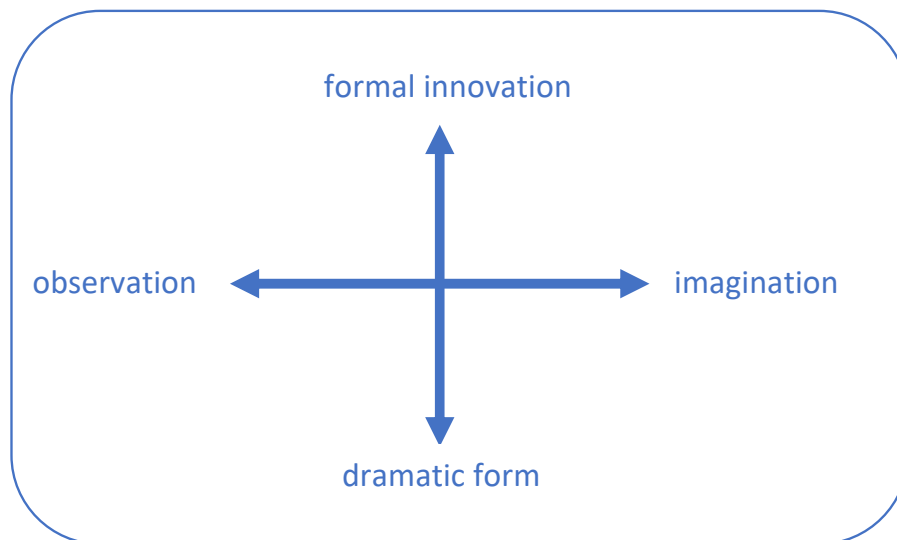 formal innovation
observation
imagination
dramatic form